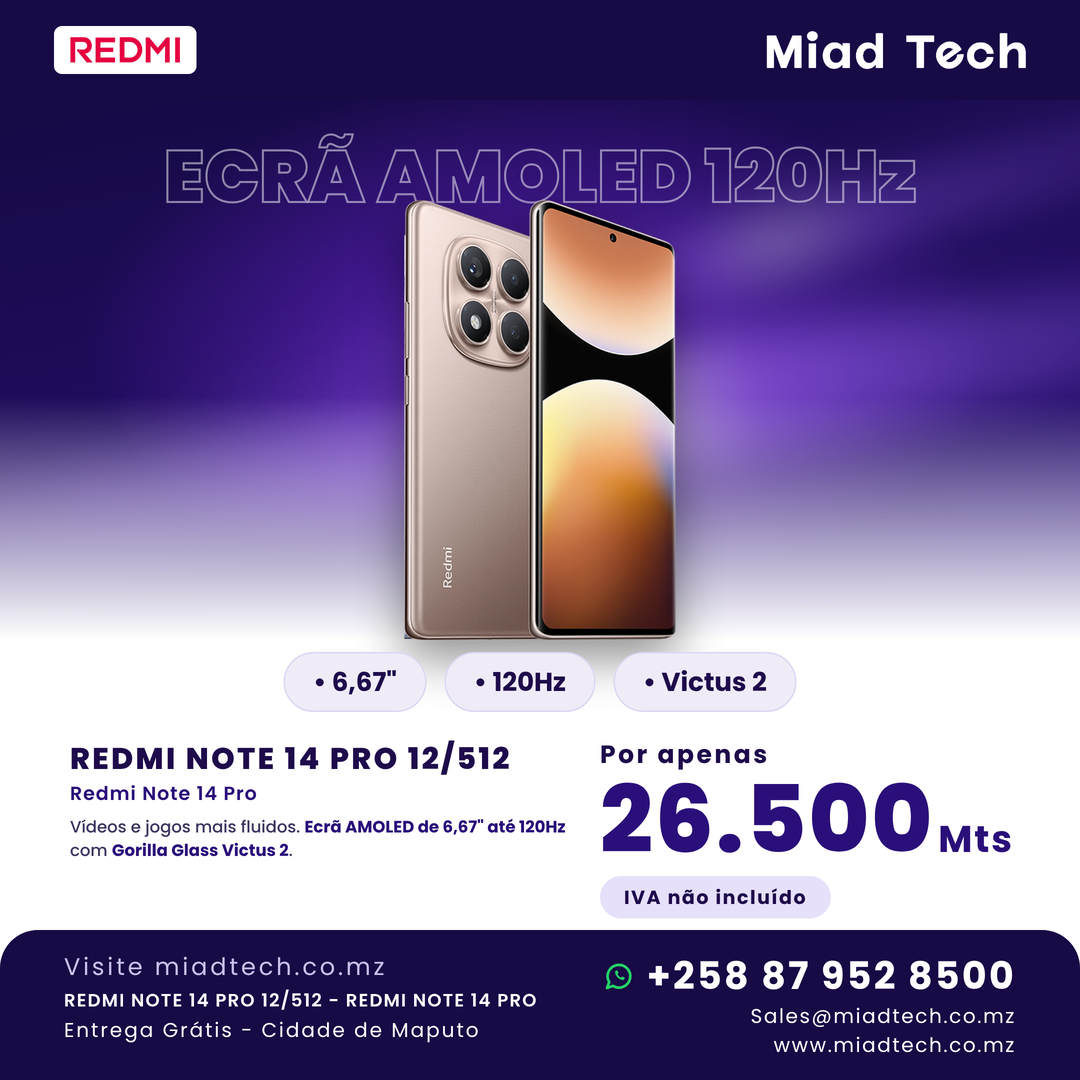 REDMI
Miad Tech
ECRÃ AMOLED 120Hz
Redmi
• 6,67"
• 120Hz
• Victus 2
REDMI NOTE 14 PRO 12/512
Redmi Note 14 Pro
Vídeos e jogos mais fluidos. Ecrã AMOLED de 6,67" até 120Hz
com Gorilla Glass Victus 2.
Por apenas
26.500 Mts
IVA não incluído
Visite miadtech.co.mz
REDMI NOTE 14 PRO 12/512 - REDMI NOTE 14 PRO
Entrega Grátis - Cidade de Maputo
+258 87 952 8500
Sales@miadtech.co.mz
www.miadtech.co.mz